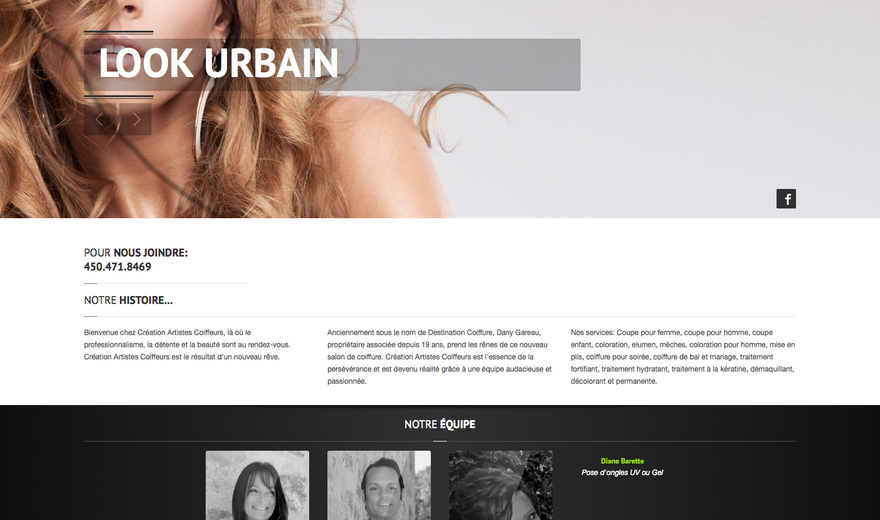 LOOK URBAIN
f
POUR NOUS JOINDRE:
450.471.8469
NOTRE HISTOIRE...
Bienvenue chez Création Artistes Coiffeurs, là où le
professionnalisme, la détente et la beauté sont au rendez-vous.
Création Artistes Coiffeurs est le résultat d'un nouveau rêve.
Anciennement sous le nom de Destination Coiffure, Dany Gareau,
propriétaire associée depuis 19 ans, prend les rênes de ce nouveau
salon de coiffure. Création Artistes Coiffeurs est l'essence de la
persévérance et est devenu réalité grâce à une équipe audacieuse et
passionnée.
Nos services: Coupe pour femme, coupe pour homme, coupe
enfant, coloration, elumen, mèches, coloration pour homme, mise en
plis, coiffure pour soirée, coiffure de bal et mariage, traitement
fortifiant, traitement hydratant, traitement à la kératine, démaquillant,
décolorant et permanente.
NOTRE ÉQUIPE
Diane Barette
Pose d'ongles UV ou Gel